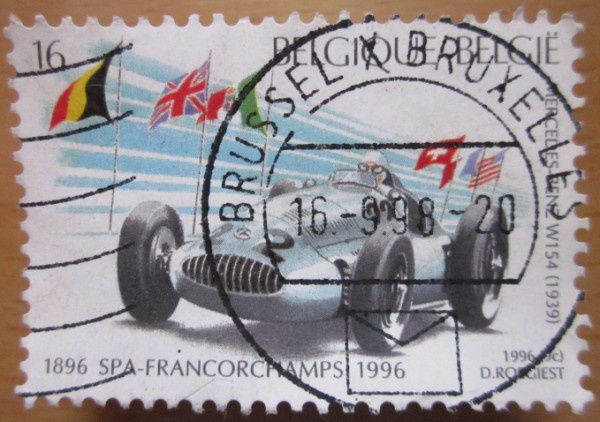 16 BELGIQUE-BELGIË
BRUSSEL X BRUXELLES
MERCEDES-BENZ W154 (1939)
16-9.98-20
1896 SPA-FRANCORCHAMPS 1996
1996 (9c)
D. ROEGIEST